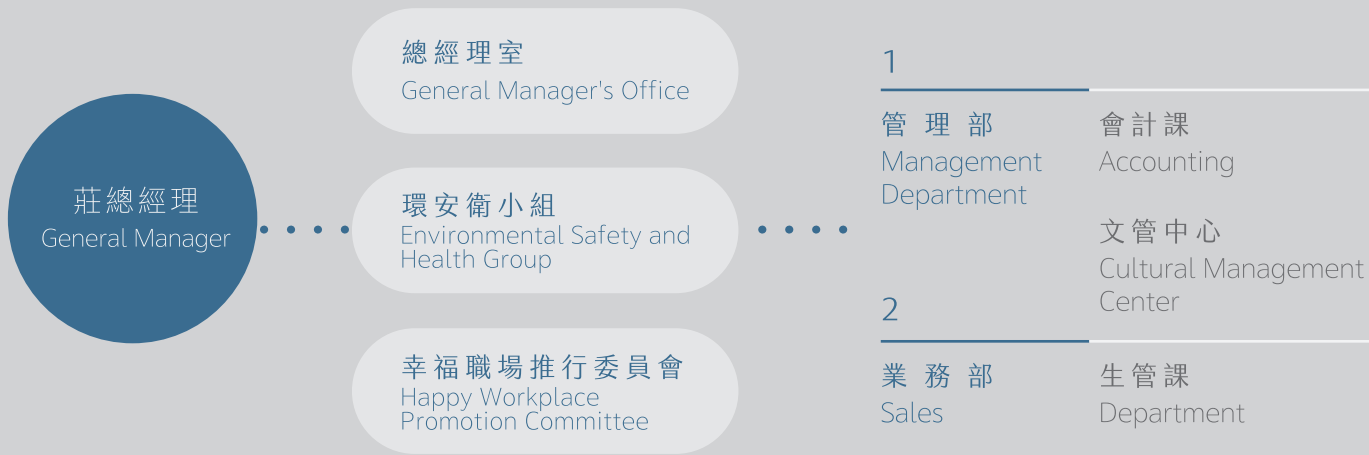 莊總經理
General Manager
總經理室
General Manager's Office
環安衛小組
Environmental Safety and
Health Group
幸福職場推行委員會
Happy Workplace
Promotion Committee
1
管理部
Management
Department
會計課
Accounting
文管中心
Cultural Management
Center
2
業務部
Sales
生管課
Department